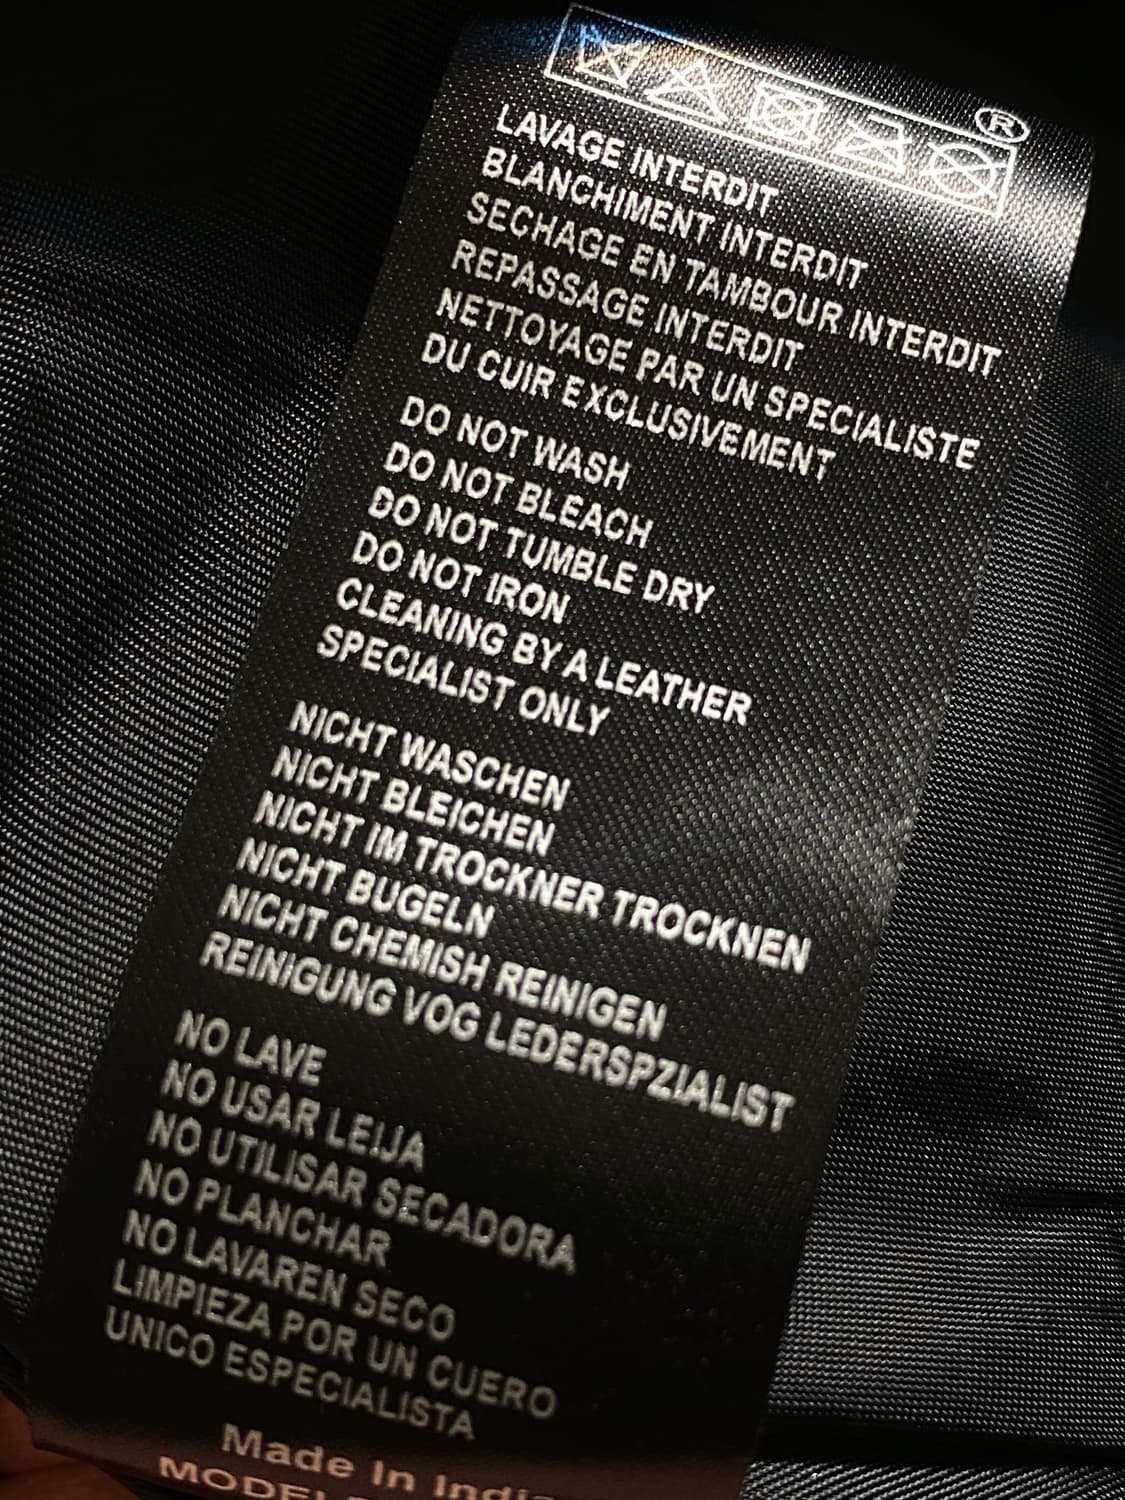 ®
LAVAGE INTERDIT
BLANCHIMENT INTERDIT
SECHAGE EN TAMBOUR INTERDIT
REPASSAGE INTERDIT
NETTOYAGE PAR UN SPECIALISTE
DU CUIR EXCLUSIVEMENT
DO NOT WASH
DO NOT BLEACH
DO NOT TUMBLE DRY
DO NOT IRON
CLEANING BY A LEATHER
SPECIALIST ONLY
NICHT WASCHEN
NICHT BLEICHEN
NICHT IM TROCKNER TROCKNEN
NICHT BUGELN
NICHT CHEMISH REINIGEN
REINIGUNG VOG LEDERSPZIALIST
NO LAVE
NO USAR LEIJA
NO UTILISAR SECADORA
NO PLANCHAR
NO LAVAREN SECO
LIMPIEZA POR UN CUERO
UNICO ESPECIALISTA
Made In India